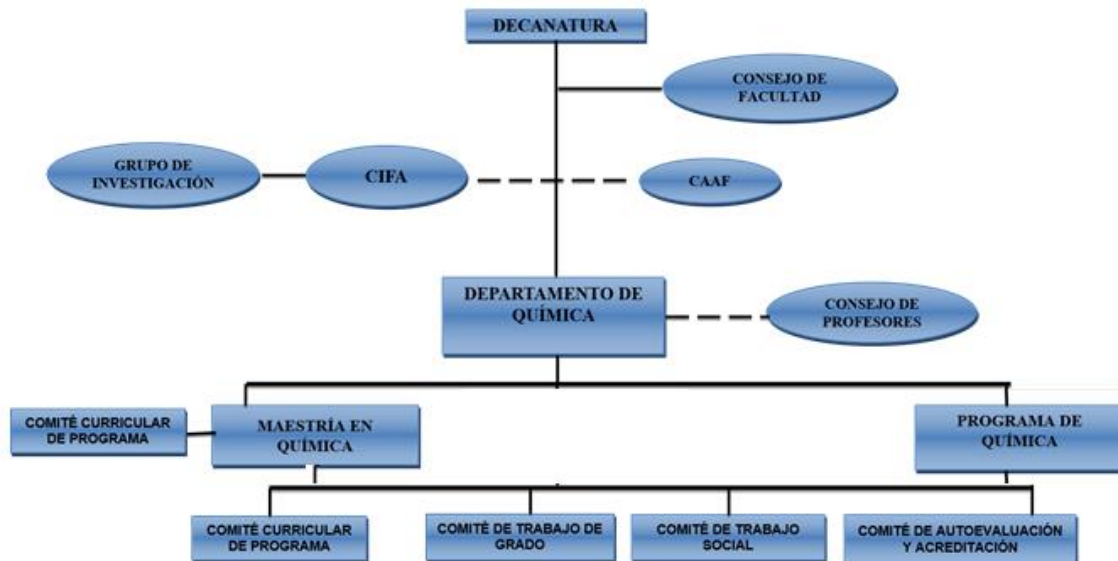 DECANATURA
CONSEJO DE
FACULTAD
GRUPO DE
INVESTIGACIÓN
CIFA
CAAF
DEPARTAMENTO DE
QUÍMICA
CONSEJO DE
PROFESORES
COMITÉ CURRICULAR
DE PROGRAMA
MAESTRÍA EN
QUÍMICA
PROGRAMA DE
QUÍMICA
COMITÉ CURRICULAR
DE PROGRAMA
COMITÉ DE TRABAJO DE
GRADO
COMITÉ DE TRABAJO
SOCIAL
COMITÉ DE AUTOEVALUACIÓN
Y ACREDITACIÓN